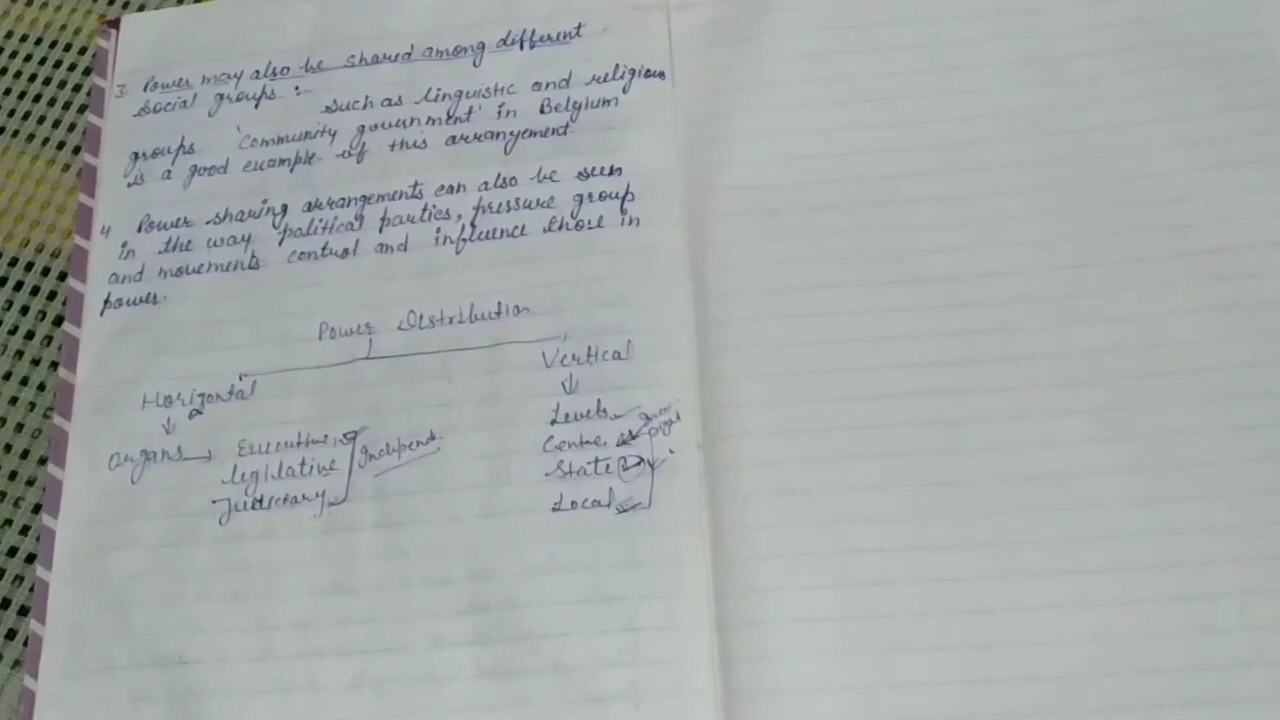 3 Power may also be shared among different
social groups :-
such as linguistic and religious
groups 'Community government' in Belgium
is a good example of this arrangement.
4 Power sharing arrangements can also be seen
in the way political parties, pressure group
and movements control and influence those in
power.
Power Distribution
Horizontal
Vertical
Organs → Executive
legislative
Judiciary
Independ.
Levels
Centre
State
Local